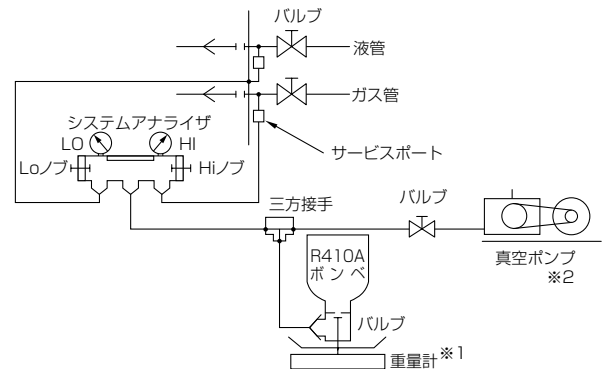 バルブ
液管
ガス管
システムアナライザ
LO
HI
Loノブ
Hiノブ
サービスポート
三方接手
バルブ
R410A
ボンベ
真空ポンプ
※2
バルブ
重量計※1